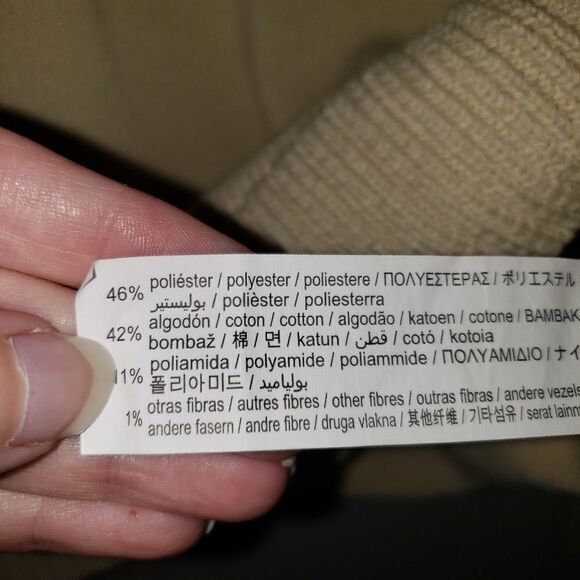 46% poliéster / polyester / poliestere / ΠΟΛΥΕΣΤΕΡΑΣ / ポリエステル
بوليستير / polièster / poliesterra
42% algodón / coton / cotton / algodão / katoen / cotone / BAMBAK
bombaž / 棉 / 면 / katun / قطن / cotó / kotoia
11% poliamida / polyamide / poliammide / ΠΟΛΥΑΜΙΔΙΟ / ナイ
폴리아미드 / بولياميد
1% otras fibras / autres fibres / other fibres / outras fibras / andere vezels
andere fasern / andre fibre / druga vlakna / 其他纤维 / 기타섬유 / serat lainn